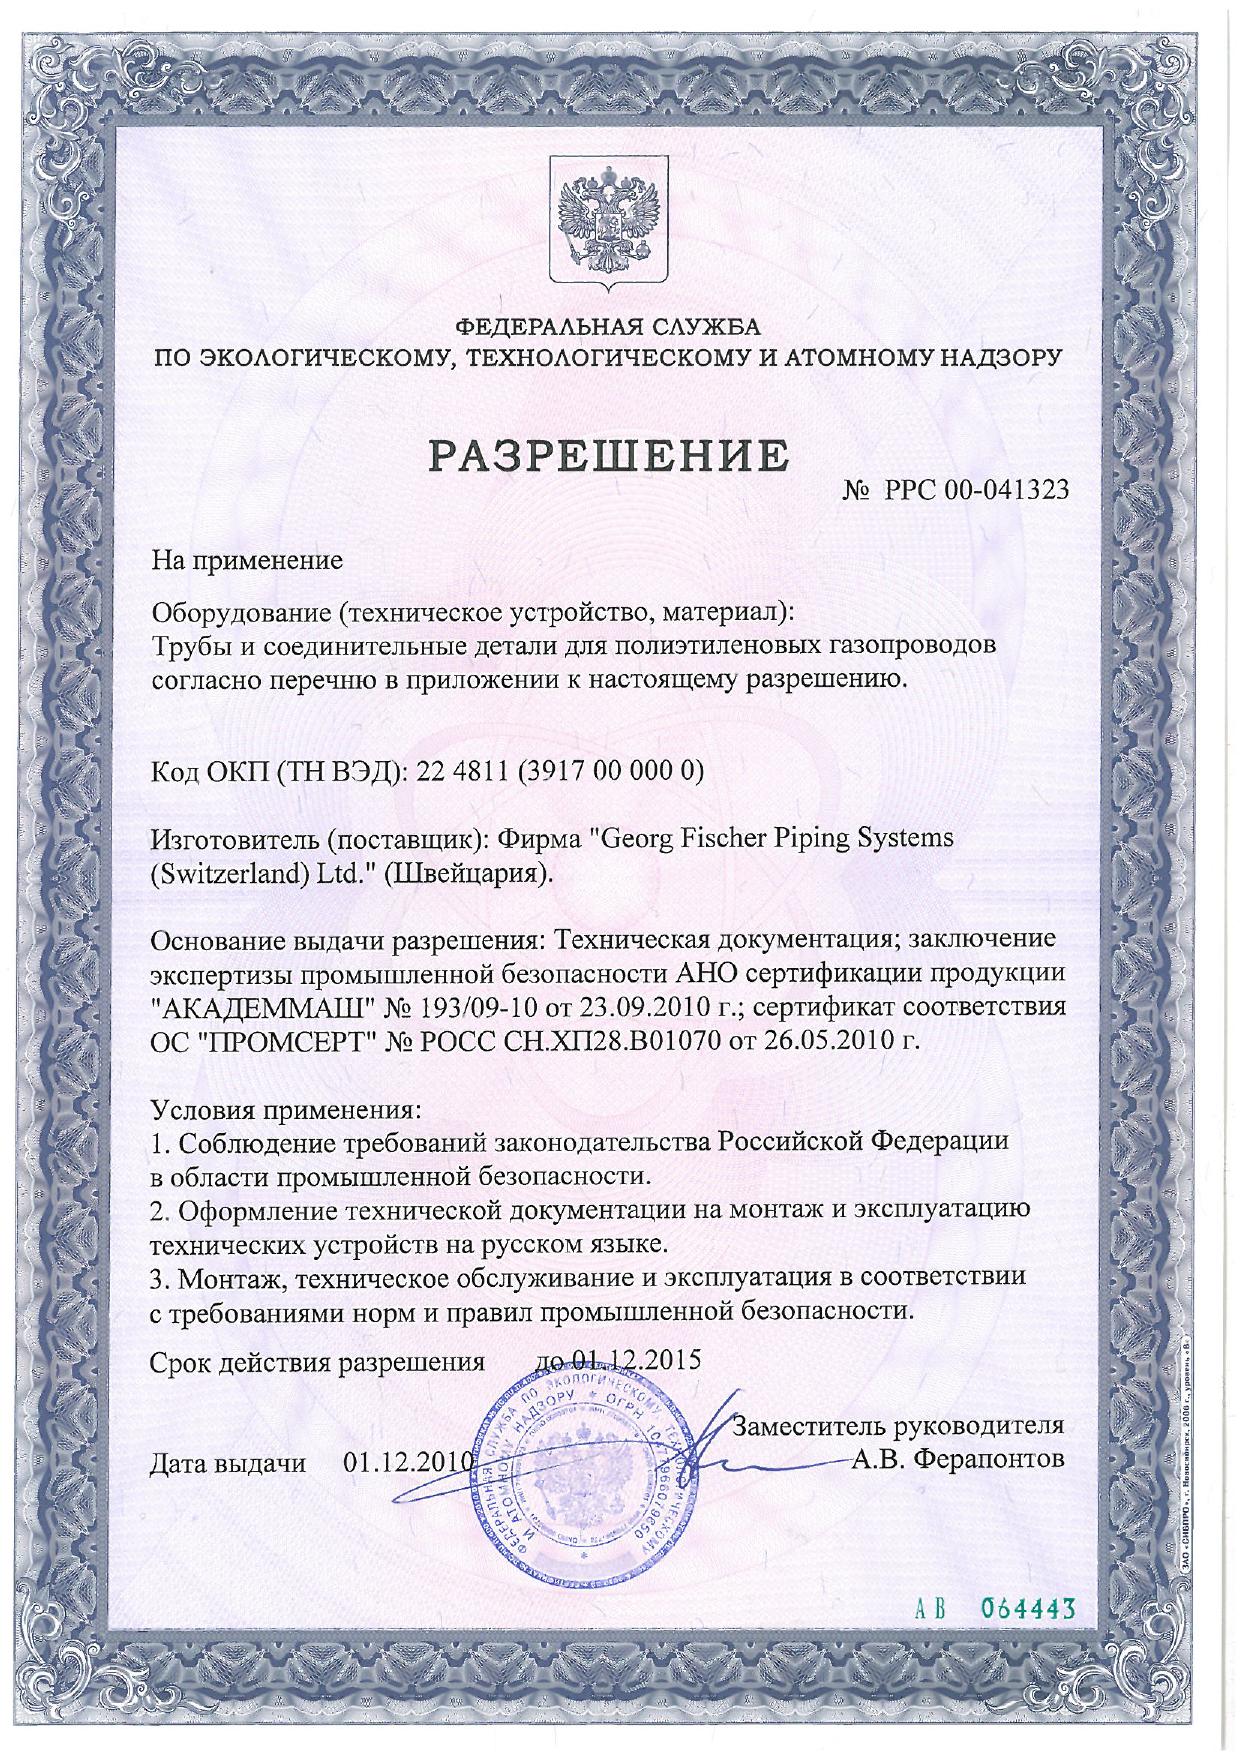 ФЕДЕРАЛЬНАЯ СЛУЖБА
ПО ЭКОЛОГИЧЕСКОМУ, ТЕХНОЛОГИЧЕСКОМУ И АТОМНОМУ НАДЗОРУ
РАЗРЕШЕНИЕ
№ РРС 00-041323
На применение
Оборудование (техническое устройство, материал):
Трубы и соединительные детали для полиэтиленовых газопроводов
согласно перечню в приложении к настоящему разрешению.
Код ОКП (ТН ВЭД): 22 4811 (3917 00 000 0)
Изготовитель (поставщик): Фирма "Georg Fischer Piping Systems
(Switzerland) Ltd." (Швейцария).
Основание выдачи разрешения: Техническая документация; заключение
экспертизы промышленной безопасности АНО сертификации продукции
"АКАДЕММАШ" № 193/09-10 от 23.09.2010 г.; сертификат соответствия
ОС "ПРОМСЕРТ" № РОСС CH.ХП28.В01070 от 26.05.2010 г.
Условия применения:
1. Соблюдение требований законодательства Российской Федерации
в области промышленной безопасности.
2. Оформление технической документации на монтаж и эксплуатацию
технических устройств на русском языке.
3. Монтаж, техническое обслуживание и эксплуатация в соответствии
с требованиями норм и правил промышленной безопасности.
Срок действия разрешения до 01.12.2015
Заместитель руководителя
Дата выдачи 01.12.2010 А.В. Ферапонтов
ФЕДЕРАЛЬНАЯ СЛУЖБА ПО ЭКОЛОГИЧЕСКОМУ, ТЕХНОЛОГИЧЕСКОМУ
И АТОМНОМУ НАДЗОРУ * ОГРН 1047796607650
АВ 064443
ЗАО «СИБПРО», г. Новосибирск, 2006 г., уровень «В»